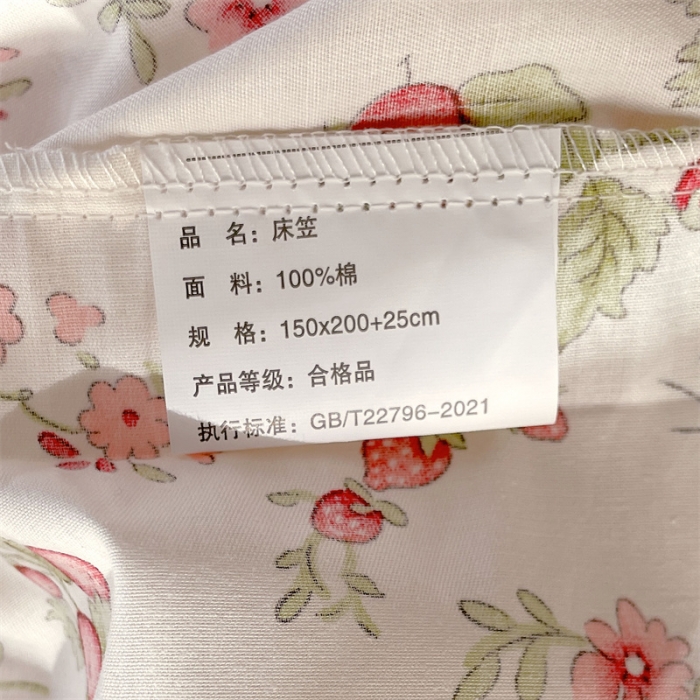 品 名：床笠
面 料：100%棉
规 格：150x200+25cm
产品等级：合格品
执行标准：GB/T22796-2021